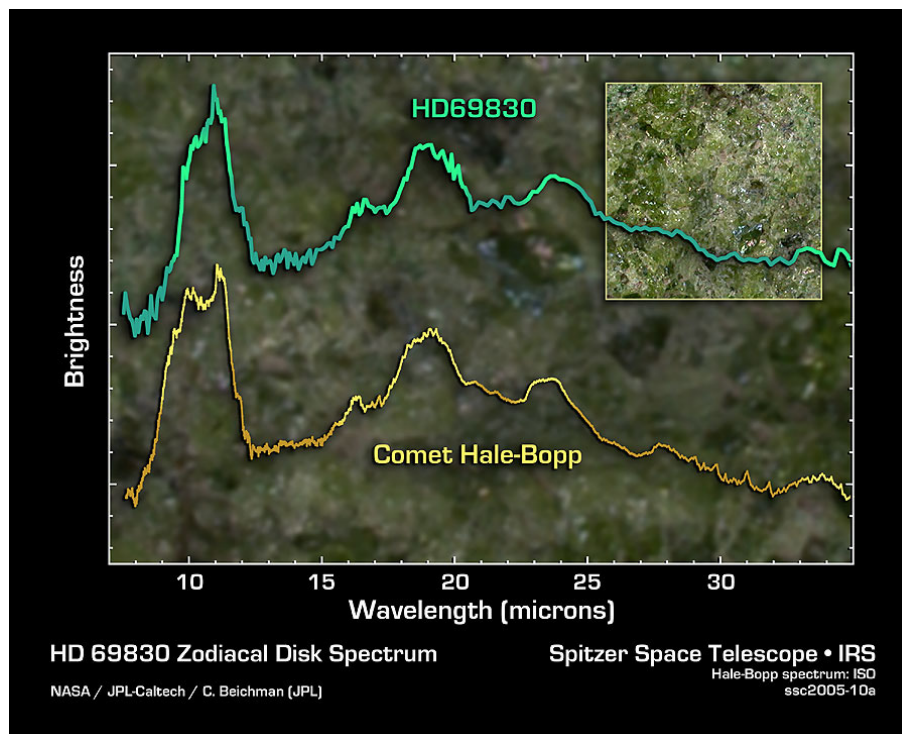 HD69830
Comet Hale-Bopp
Brightness
10 15 20 25 30
Wavelength (microns)
HD 69830 Zodiacal Disk Spectrum
NASA / JPL-Caltech / C. Beichman (JPL)
Spitzer Space Telescope • IRS
Hale-Bopp spectrum: ISO
ssc2005-10a